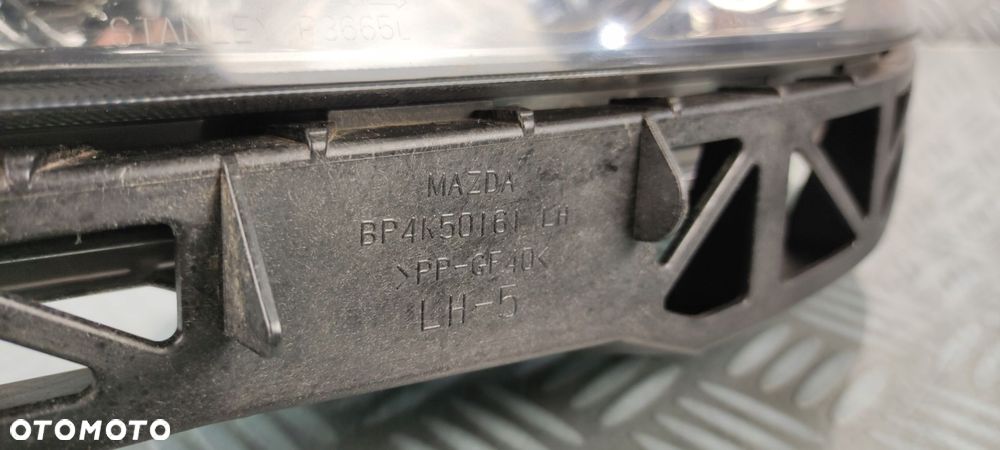 STANLEY P3665L
MAZDA
BP4K50161 LH
>PP-GF40<
LH-5
OTOMOTO